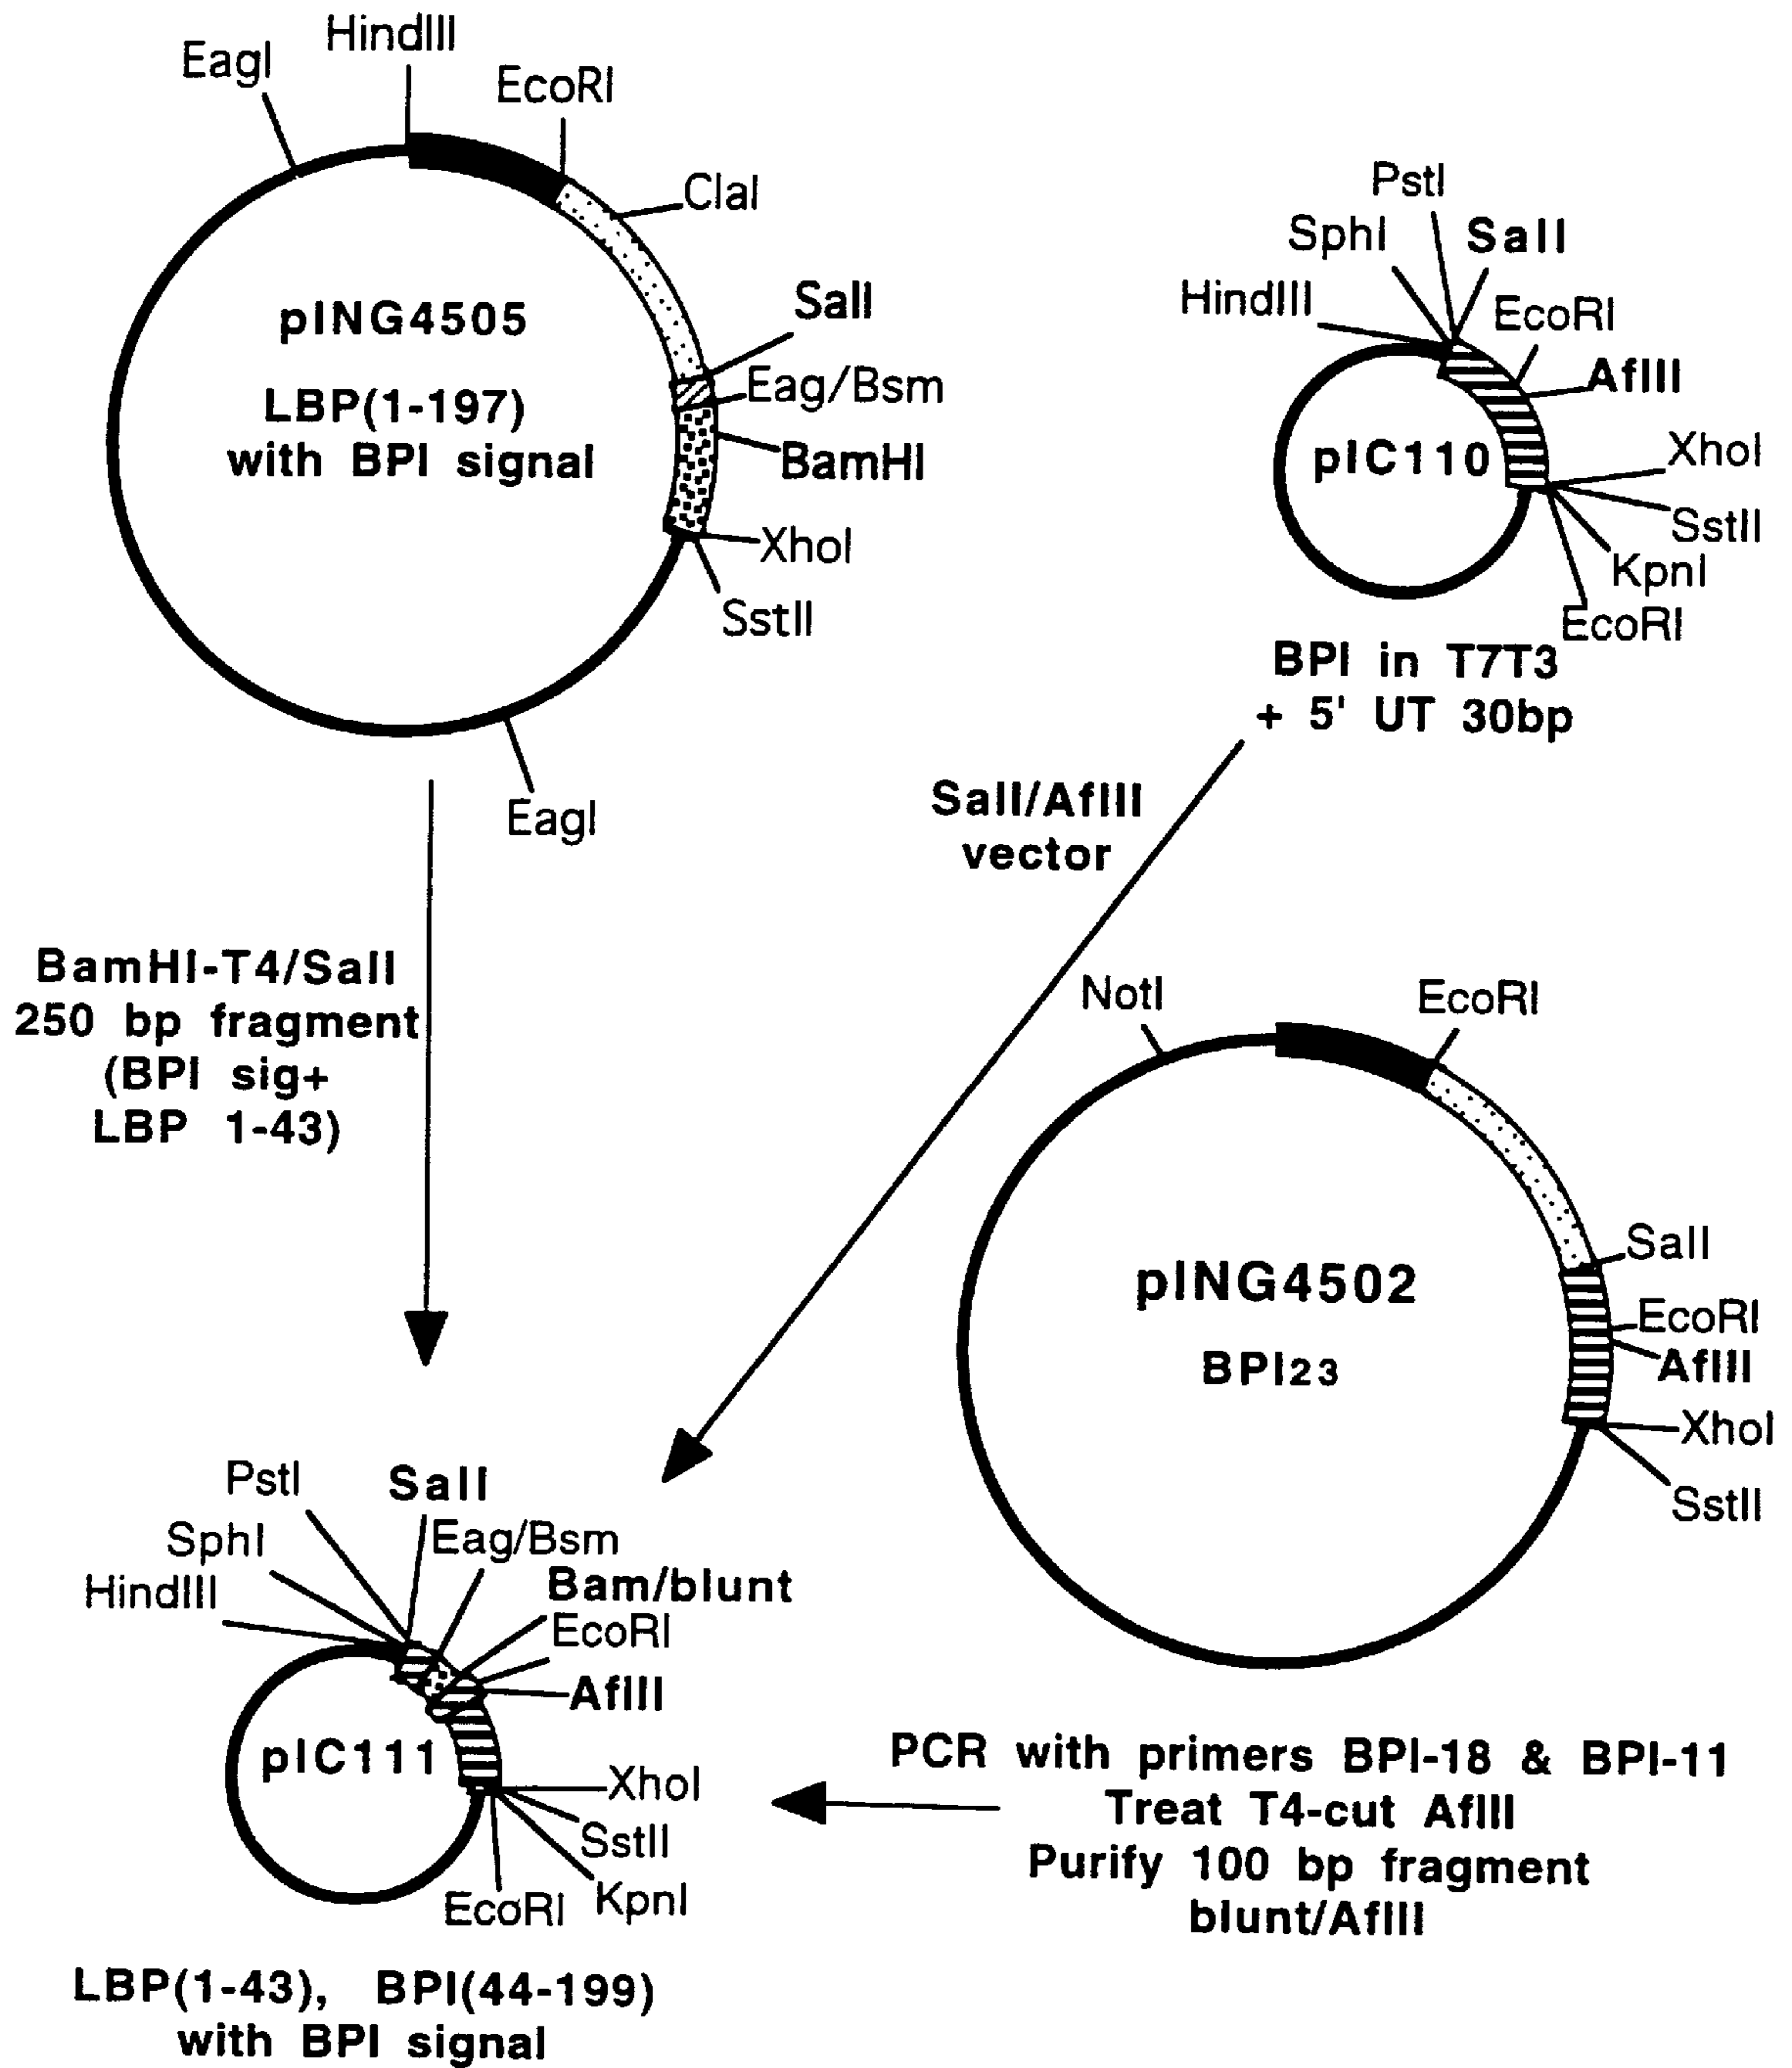 HindIII
EagI
EcoRI
ClaI
SalI
Eag/Bsm
BamHI
XhoI
SstII
EagI
pING4505
LBP(1-197)
with BPI signal
PstI
SphI
SalI
HindIII
EcoRI
AflII
pIC110
XhoI
SstII
KpnI
EcoRI
BPI in T7T3
+ 5' UT 30bp
SalI/AflII
vector
BamHI-T4/SalI
250 bp fragment
(BPI sig+
LBP 1-43)
NotI
EcoRI
SalI
EcoRI
AflII
XhoI
SstII
pING4502
BPI23
PstI
SalI
SphI
Eag/Bsm
HindIII
Bam/blunt
EcoRI
AflII
pIC111
XhoI
SstII
KpnI
EcoRI
PCR with primers BPI-18 & BPI-11
Treat T4-cut AflII
Purify 100 bp fragment
blunt/AflII
LBP(1-43), BPI(44-199)
with BPI signal